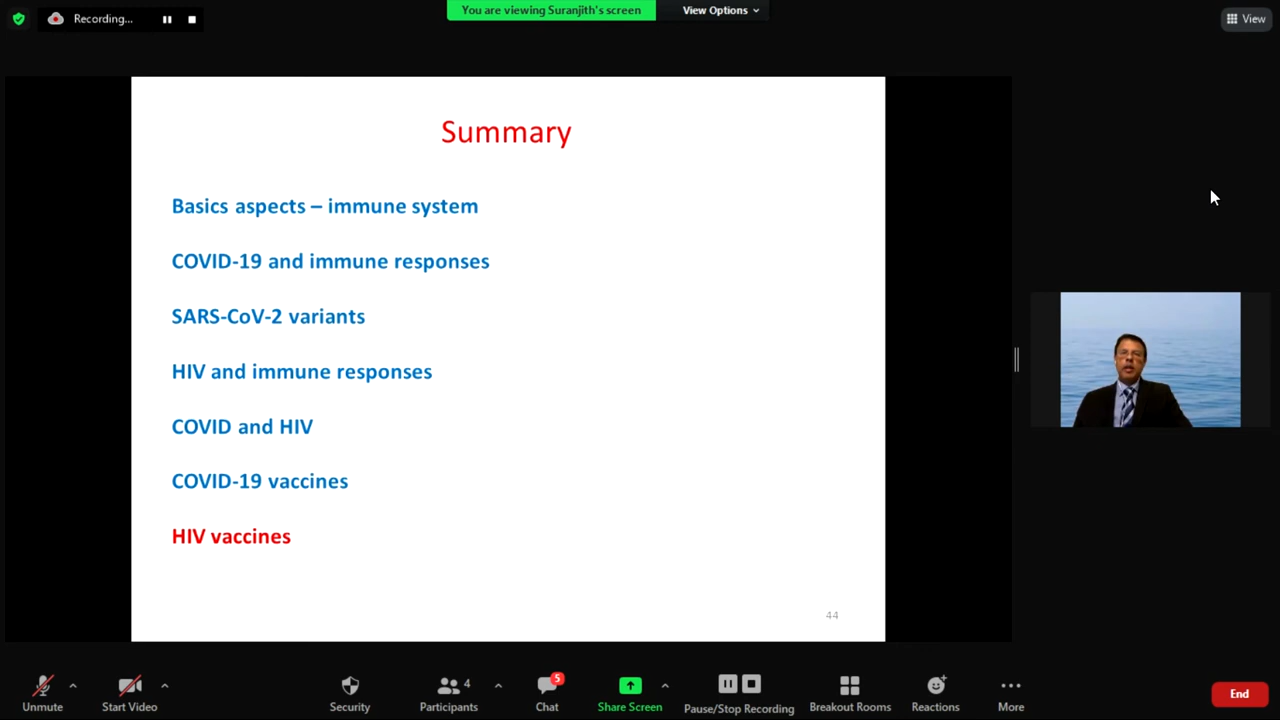 Recording...
You are viewing Suranjith's screen
View Options
View
Summary
Basics aspects – immune system
COVID-19 and immune responses
SARS-CoV-2 variants
HIV and immune responses
COVID and HIV
COVID-19 vaccines
HIV vaccines
44
Unmute
Start Video
Security
4
Participants
5
Chat
Share Screen
Pause/Stop Recording
Breakout Rooms
Reactions
More
End